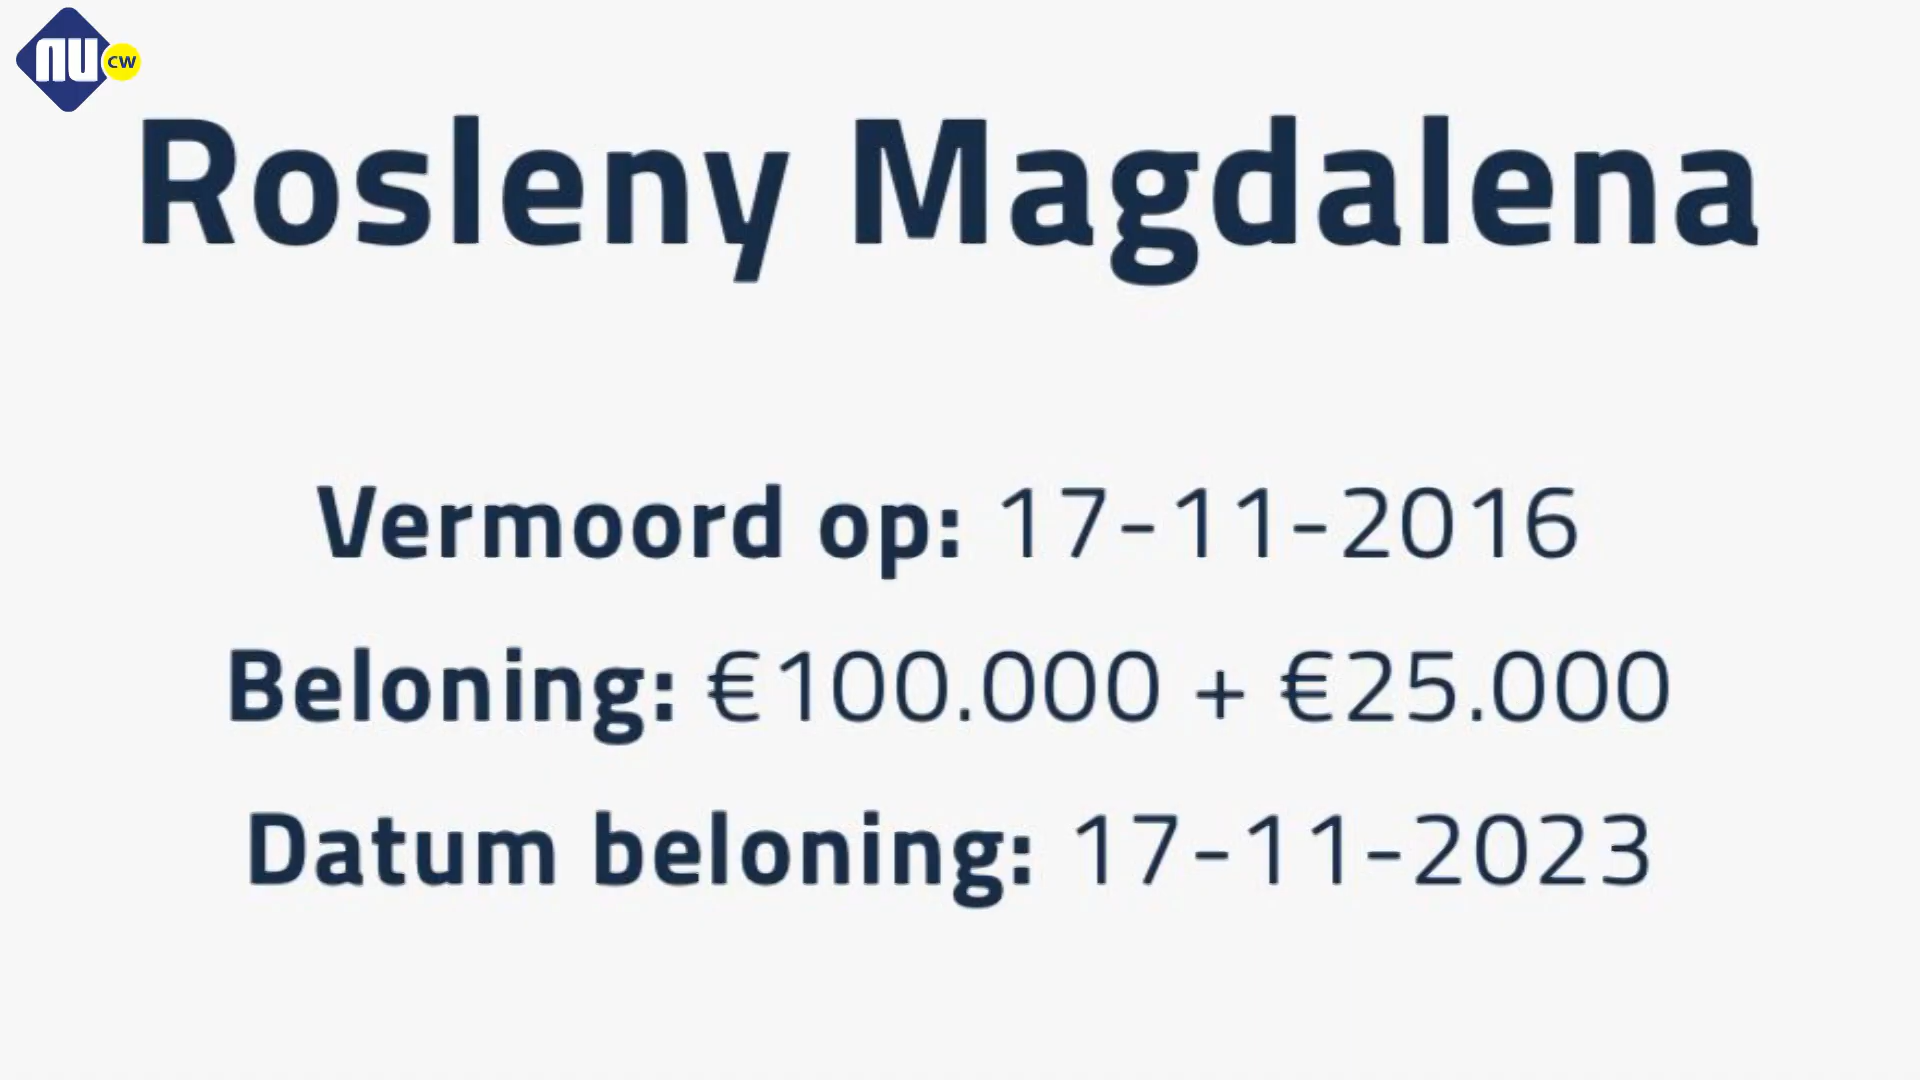 nu
CW
Rosleny Magdalena
Vermoord op: 17-11-2016
Beloning: €100.000 + €25.000
Datum beloning: 17-11-2023